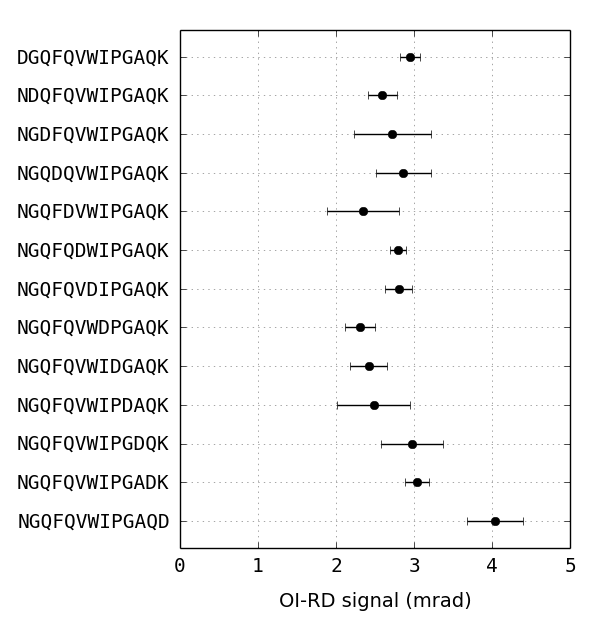 DGQFQVWIPGAQK
NDQFQVWIPGAQK
NGDFQVWIPGAQK
NGQDQVWIPGAQK
NGQFDVWIPGAQK
NGQFQDWIPGAQK
NGQFQVDIPGAQK
NGQFQVWDPGAQK
NGQFQVWIDGAQK
NGQFQVWIPDAQK
NGQFQVWIPGDQK
NGQFQVWIPGADK
NGQFQVWIPGAQD
0 1 2 3 4 5
OI-RD signal (mrad)